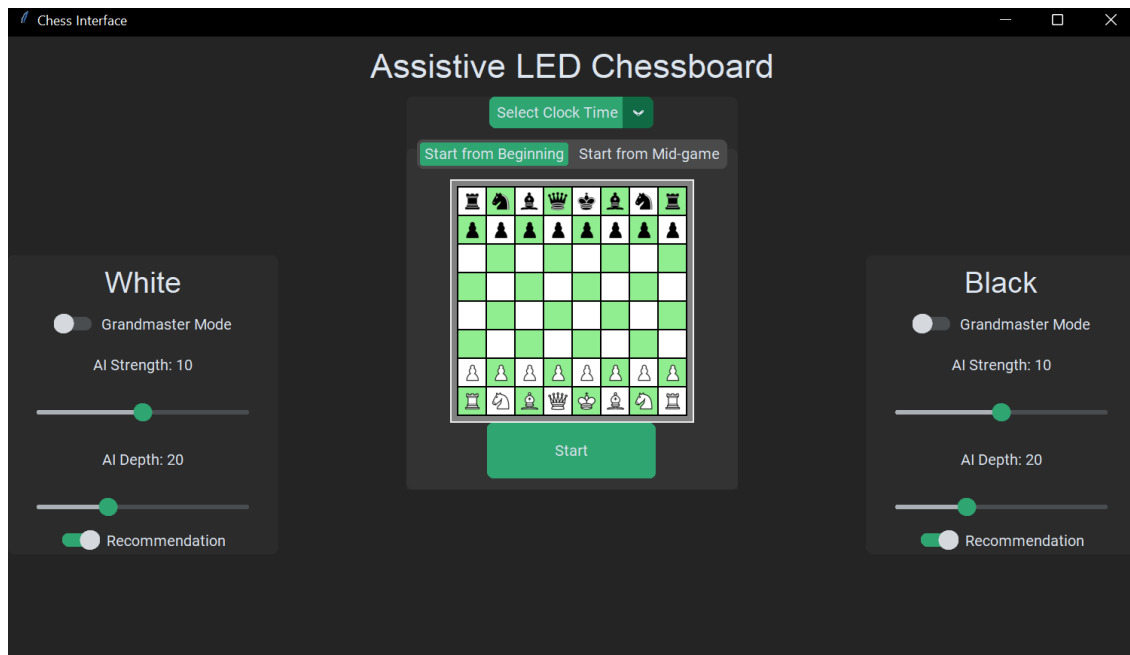 Chess Interface
Assistive LED Chessboard
Select Clock Time
Start from Beginning Start from Mid-game
White
Grandmaster Mode
AI Strength: 10
AI Depth: 20
Recommendation
Start
Black
Grandmaster Mode
AI Strength: 10
AI Depth: 20
Recommendation